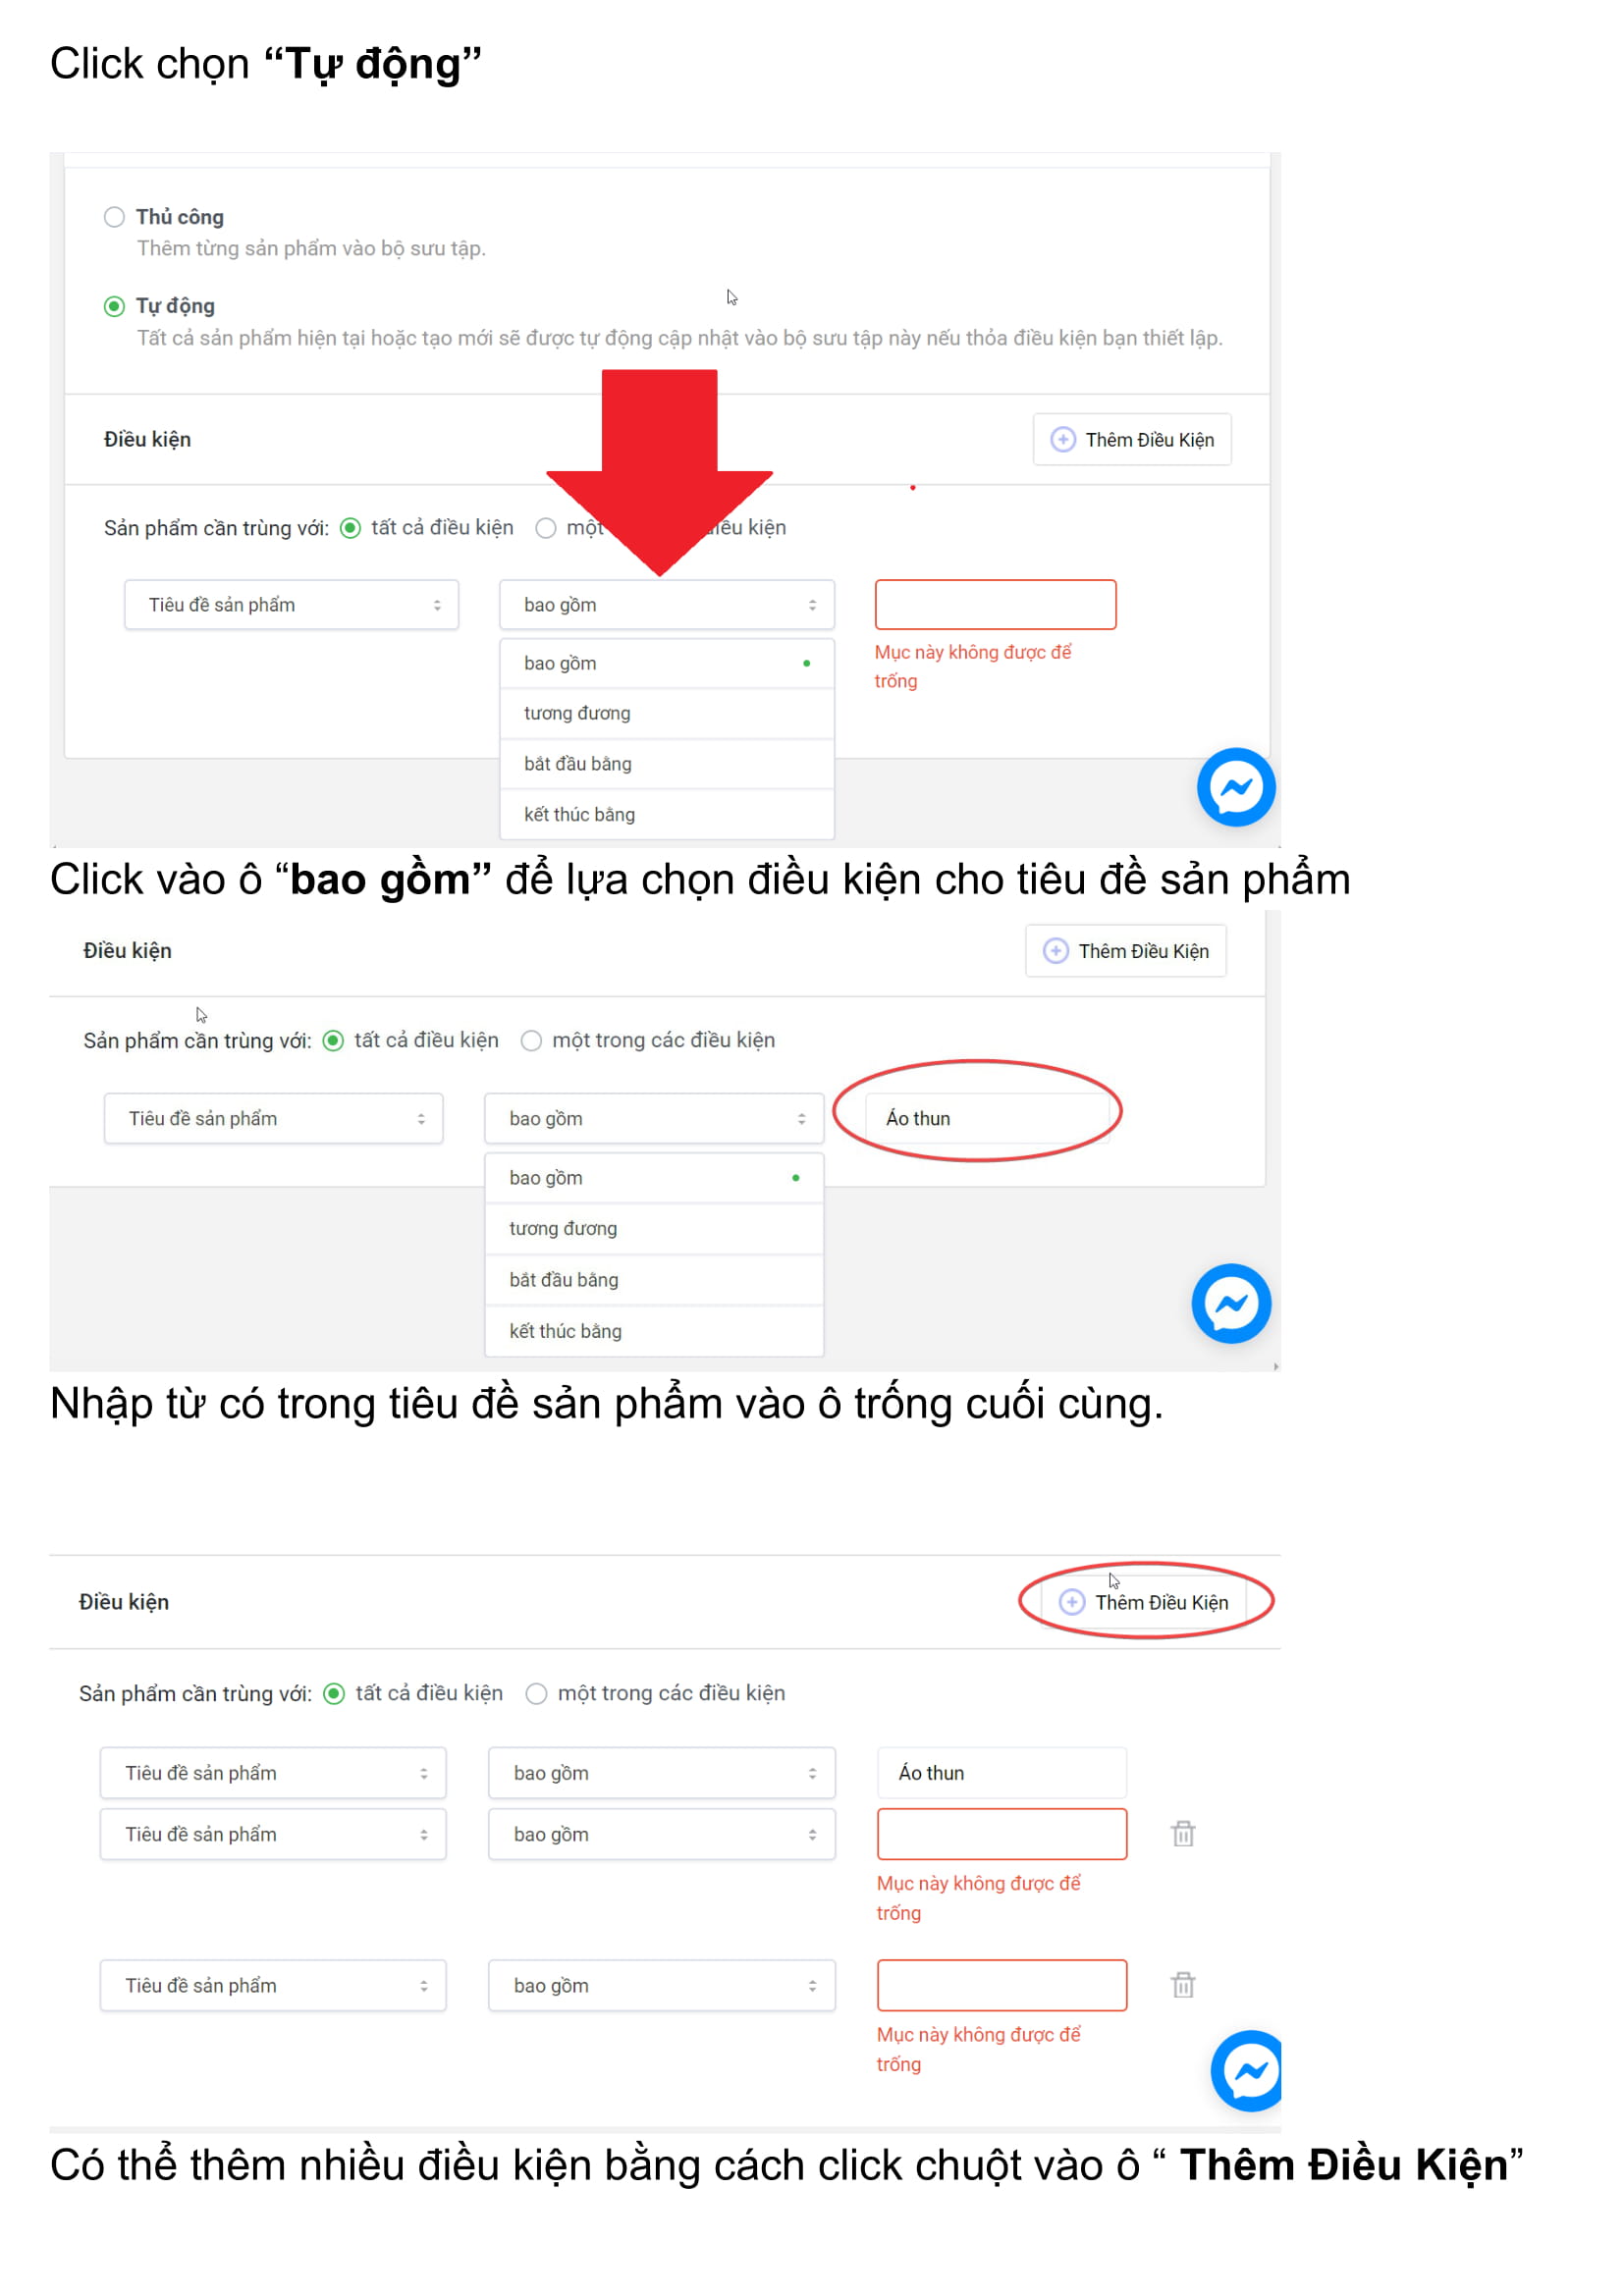 Click chọn “Tự động”
Thủ công
Thêm từng sản phẩm vào bộ sưu tập.
Tự động
Tất cả sản phẩm hiện tại hoặc tạo mới sẽ được tự động cập nhật vào bộ sưu tập này nếu thỏa điều kiện bạn thiết lập.
Điều kiện Thêm Điều Kiện
Sản phẩm cần trùng với: tất cả điều kiện một điều kiện
Tiêu đề sản phẩm bao gồm
bao gồm
Mục này không được để
trống
tương đương
bắt đầu bằng
kết thúc bằng
Click vào ô “bao gồm” để lựa chọn điều kiện cho tiêu đề sản phẩm
Điều kiện Thêm Điều Kiện
Sản phẩm cần trùng với: tất cả điều kiện một trong các điều kiện
Tiêu đề sản phẩm bao gồm Áo thun
bao gồm
tương đương
bắt đầu bằng
kết thúc bằng
Nhập từ có trong tiêu đề sản phẩm vào ô trống cuối cùng.
Điều kiện Thêm Điều Kiện
Sản phẩm cần trùng với: tất cả điều kiện một trong các điều kiện
Tiêu đề sản phẩm bao gồm Áo thun
Tiêu đề sản phẩm bao gồm
Mục này không được để
trống
Tiêu đề sản phẩm bao gồm
Mục này không được để
trống
Có thể thêm nhiều điều kiện bằng cách click chuột vào ô “ Thêm Điều Kiện”